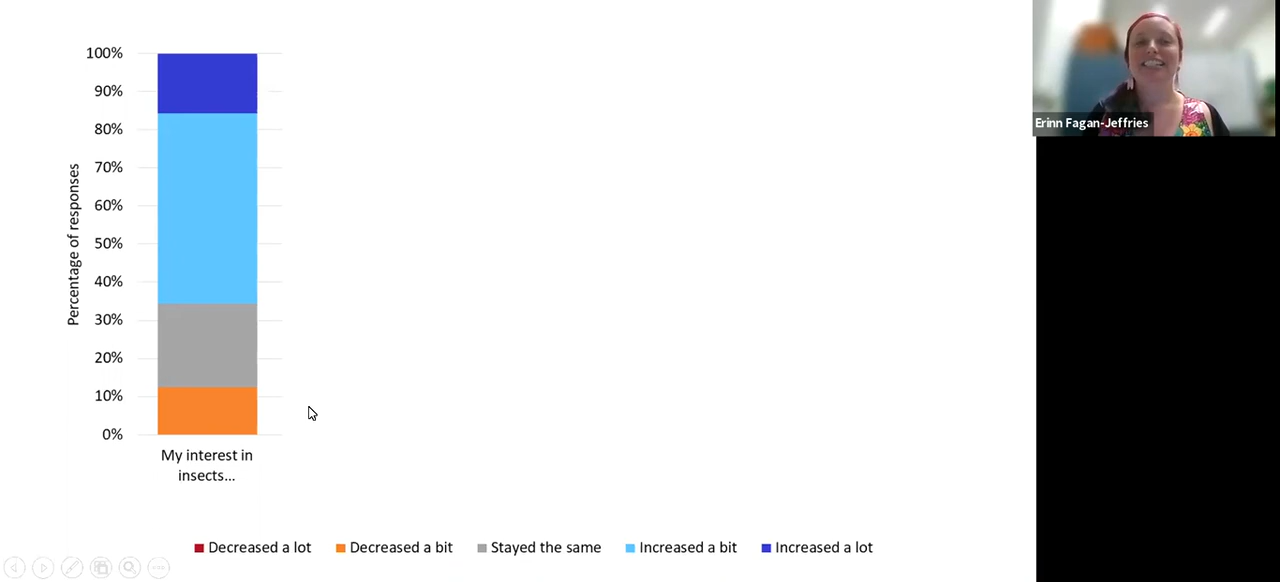 Erinn Fagan-Jeffries
100%
90%
80%
70%
60%
50%
40%
30%
20%
10%
0%
Percentage of responses
My interest in
insects...
Decreased a lot Decreased a bit Stayed the same Increased a bit Increased a lot